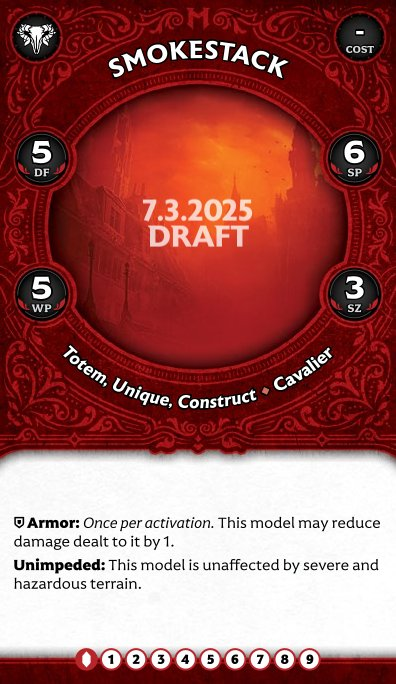 SMOKESTACK
-
COST
5
DF
6
SP
7.3.2025
DRAFT
5
WP
3
SZ
Totem, Unique, Construct • Cavalier
Armor: Once per activation. This model may reduce
damage dealt to it by 1.
Unimpeded: This model is unaffected by severe and
hazardous terrain.
1 2 3 4 5 6 7 8 9